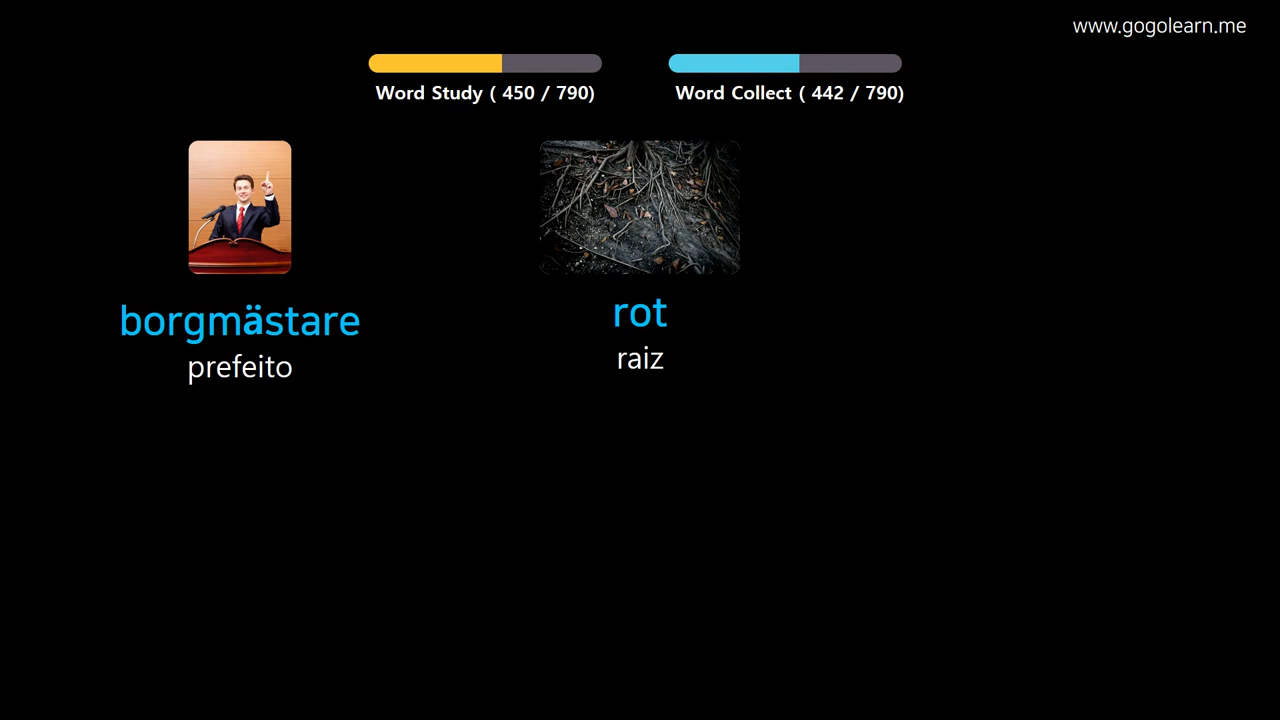 www.gogolearn.me
Word Study ( 450 / 790)
Word Collect ( 442 / 790)
borgmästare
prefeito
rot
raiz